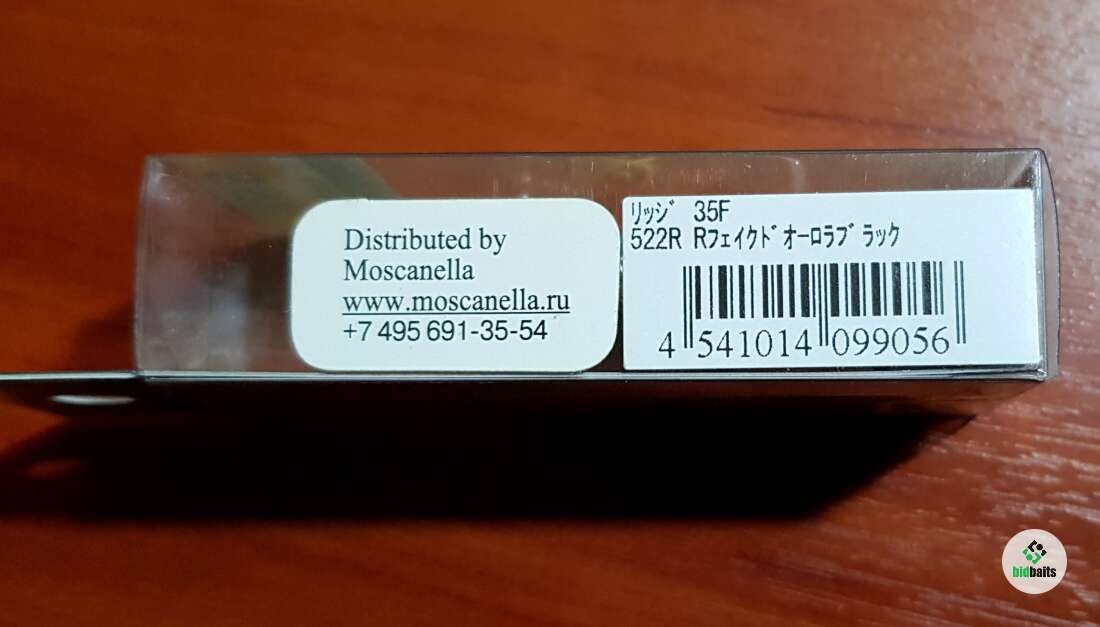 Distributed by
Moscanella
www.moscanella.ru
+7 495 691-35-54
ﾘｯｼﾞ 35F
522R Rﾌｪｲｸﾄﾞｵｰﾛﾗﾌﾞﾗｯｸ
4 541014 099056
bidbaits